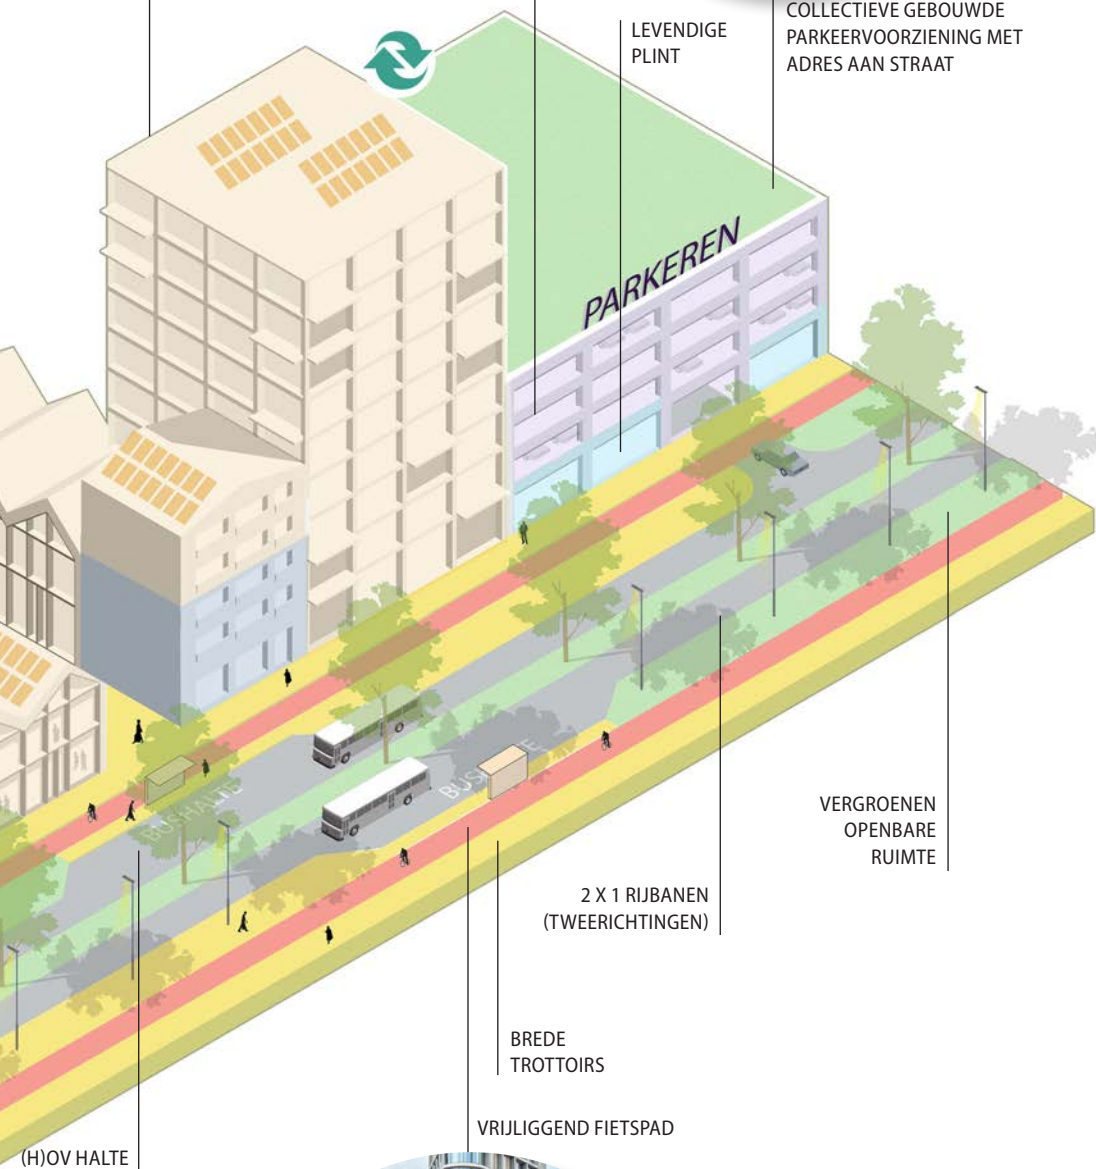 COLLECTIEVE GEBOUWDE
PARKEERVOORZIENING MET
ADRES AAN STRAAT
LEVENDIGE
PLINT
PARKEREN
BUSHALTE
VERGROENEN
OPENBARE
RUIMTE
2 X 1 RIJBANEN
(TWEERICHTINGEN)
BREDE
TROTTOIRS
VRIJLIGGEND FIETSPAD
(H)OV HALTE